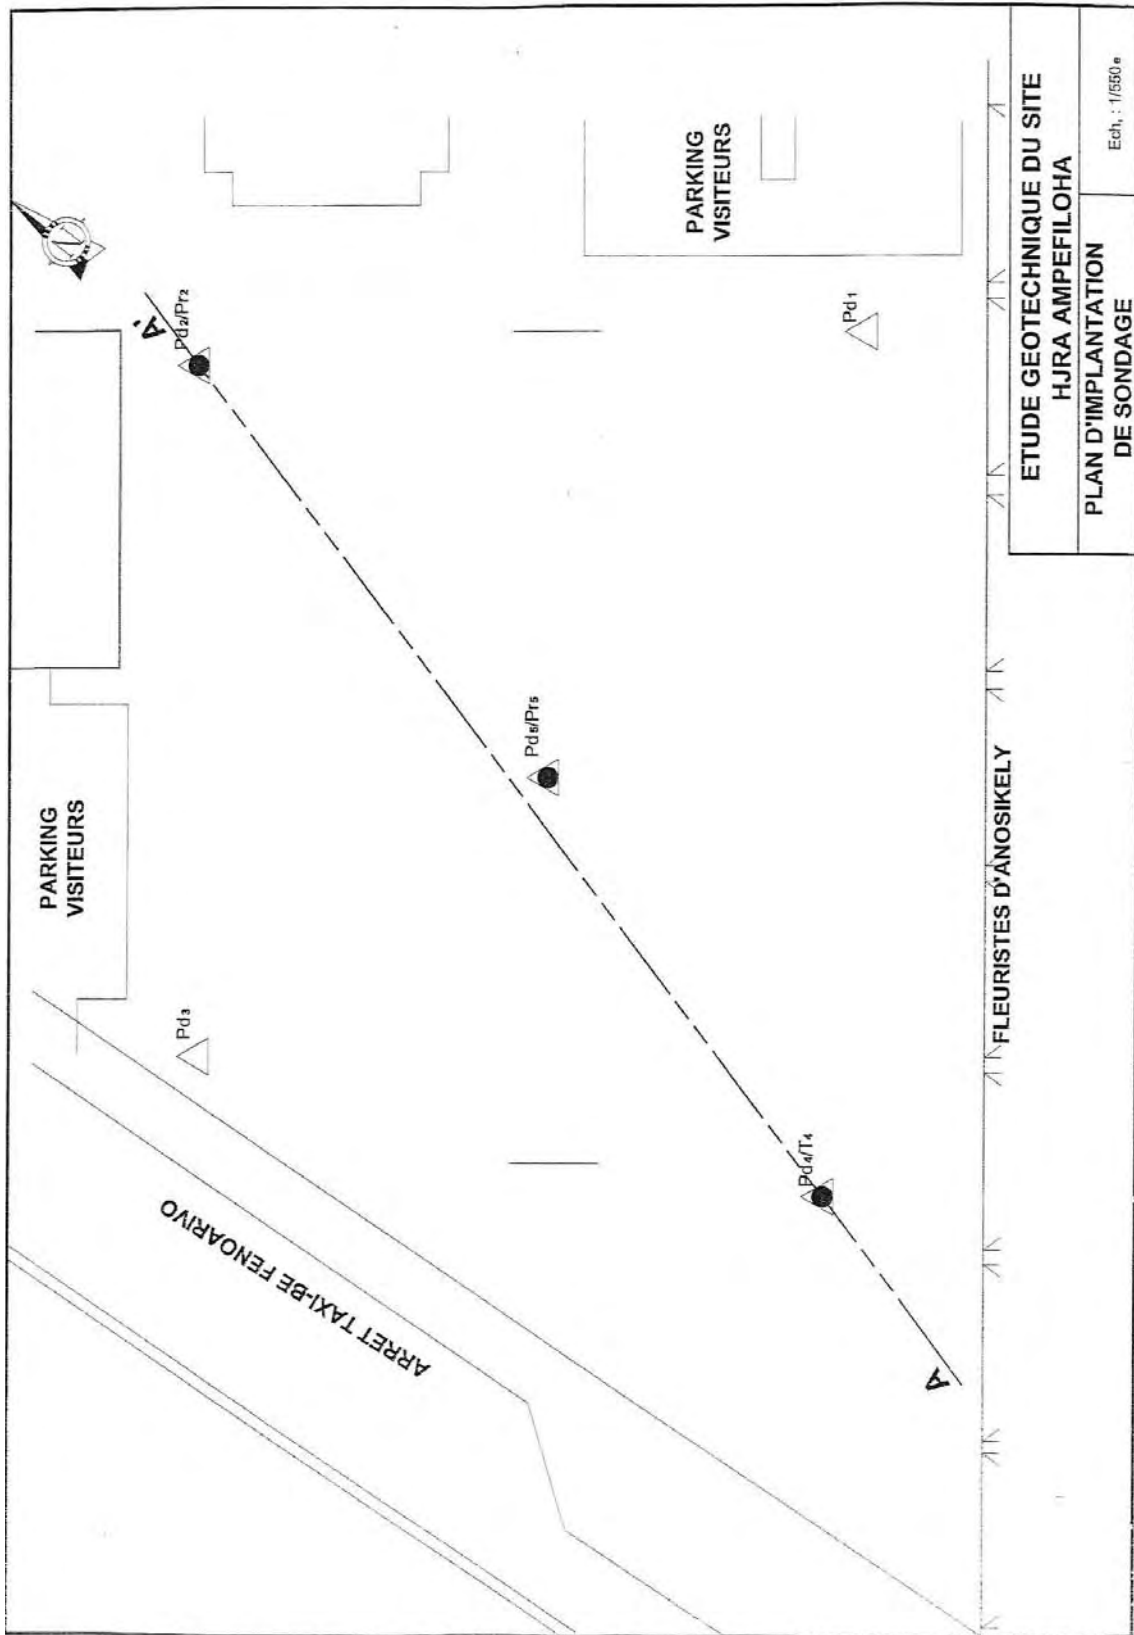 N
PARKING
VISITEURS
Pd3
ARRET TAXI-BE FENOARIVO
A'
Pd2/Pr2
Pd5/Pr5
Pd4/T4
A
PARKING
VISITEURS
Pd1
FLEURISTES D'ANOSIKELY
ETUDE GEOTECHNIQUE DU SITE
HJRA AMPEFILOHA
PLAN D'IMPLANTATION
DE SONDAGE
Ech, : 1/550e